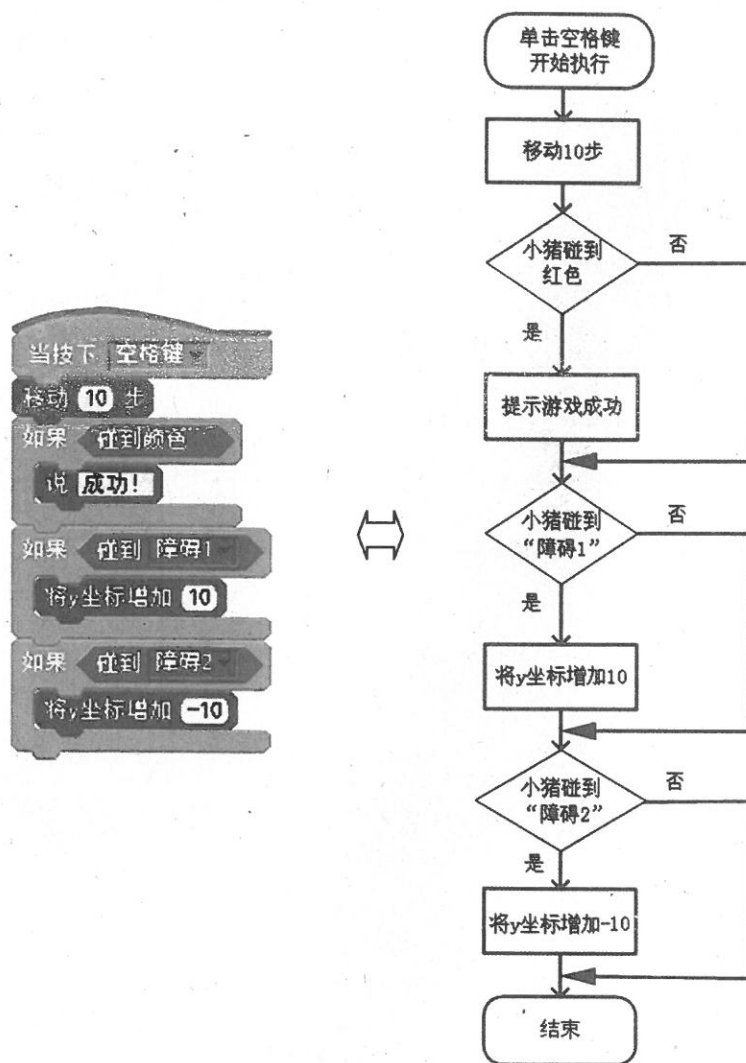 当按下 空格键
移动 10 步
如果 碰到颜色
说 成功!
如果 碰到 障碍1
将y坐标增加 10
如果 碰到 障碍2
将y坐标增加 -10
单击空格键
开始执行
移动10步
小猪碰到
红色
否
是
提示游戏成功
小猪碰到
“障碍1”
否
是
将y坐标增加10
小猪碰到
“障碍2”
否
是
将y坐标增加-10
结束